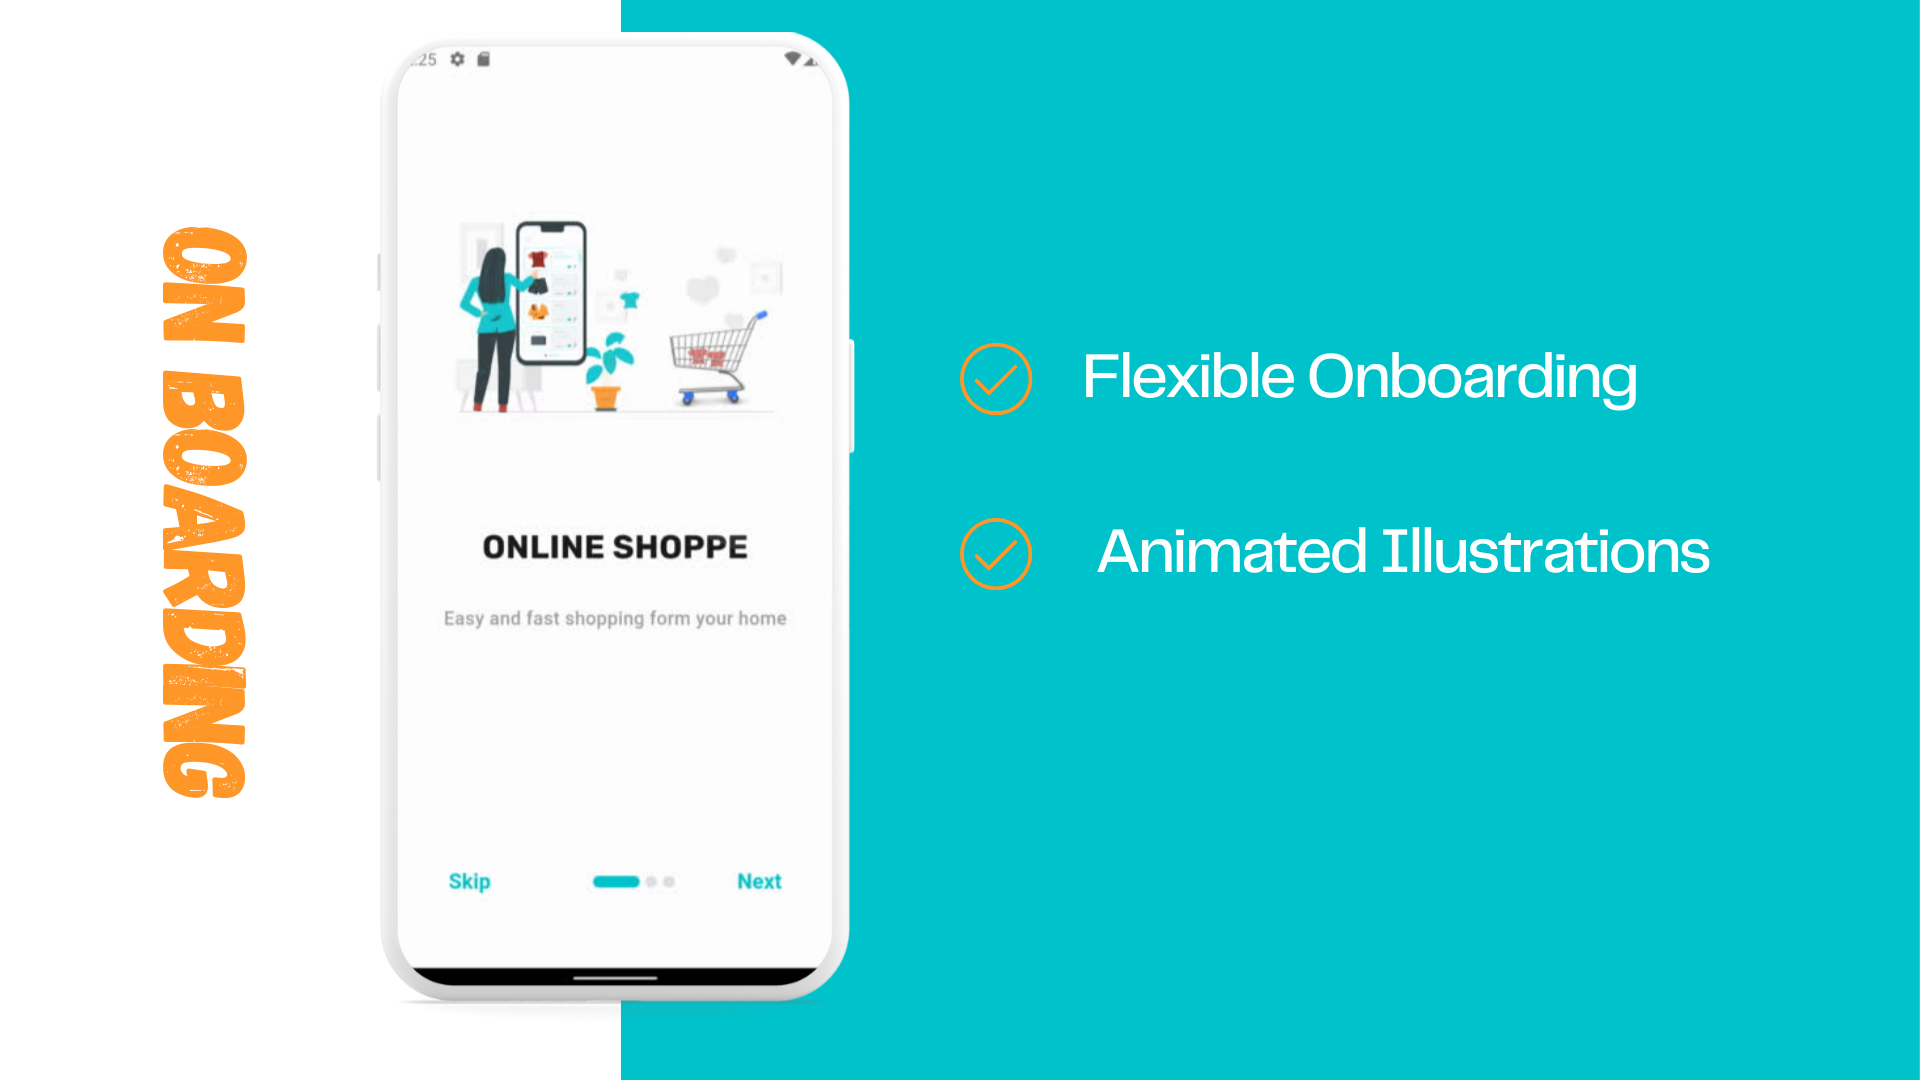 ON BOARDING
:25
ONLINE SHOPPE
Easy and fast shopping form your home
Skip
Next
Flexible Onboarding
Animated Illustrations